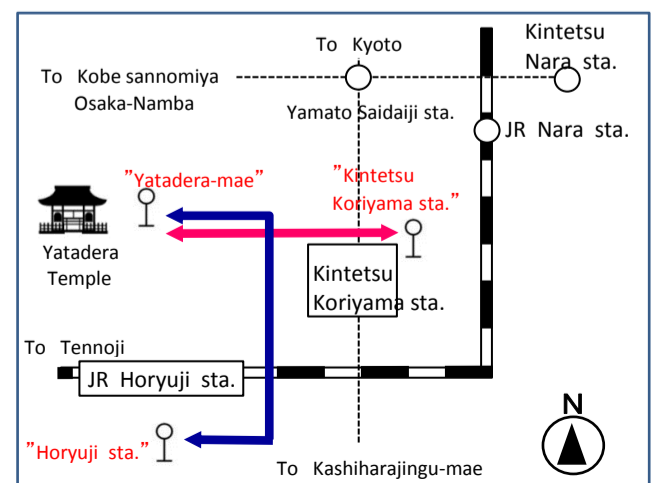 Kintetsu
Nara sta.
To Kyoto
To Kobe sannomiya
Osaka-Namba
Yamato Saidaiji sta.
JR Nara sta.
”Yatadera-mae”
”Kintetsu
Koriyama sta.”
Yatadera
Temple
Kintetsu
Koriyama sta.
To Tennoji
JR Horyuji sta.
”Horyuji sta.”
To Kashiharajingu-mae
N